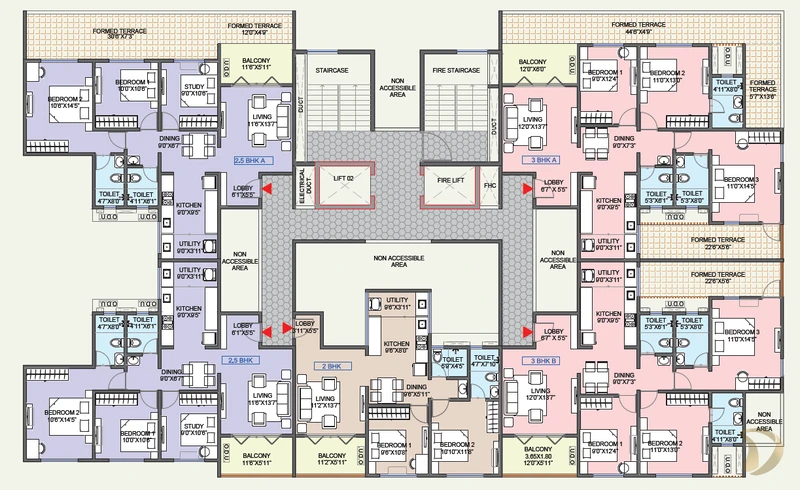 FORMED TERRACE
30'6"X7'3"
FORMED TERRACE
12'0"X4'9"
FORMED TERRACE
44'6"X4'9"
BALCONY
11'6"X5'11"
STAIRCASE
NON
ACCESSIBLE
AREA
FIRE STAIRCASE
BALCONY
12'0"X6'0"
BEDROOM 1
10'0"X10'6"
STUDY
9'0"X10'6"
BEDROOM 2
10'6"X14'5"
DUCT
DUCT
BEDROOM 1
9'0"X12'4"
BEDROOM 2
11'0"X13'0"
TOILET
4'11"X8'0"
FORMED
TERRACE
5'7"X13'6"
LIVING
11'6"X13'7"
LIVING
12'0"X13'7"
DINING
9'0"X6'7"
DINING
9'0"X7'3"
2.5 BHK A
3 BHK A
TOILET
4'7"X8'0"
TOILET
4'11"X6'1"
KITCHEN
9'0"X9'5"
LOBBY
6'1"X5'5"
ELECTRICAL
DUCT
LIFT 02
FIRE LIFT
FHC
LOBBY
6'7"X5'5"
KITCHEN
9'0"X9'5"
TOILET
5'3"X6'1"
TOILET
5'3"X8'0"
BEDROOM 3
11'0"X14'5"
UTILITY
9'0"X3'11"
UTILITY
9'0"X3'11"
FORMED TERRACE
22'6"X5'6"
NON
ACCESSIBLE
AREA
NON ACCESSIBLE
AREA
NON
ACCESSIBLE
AREA
UTILITY
9'0"X3'11"
UTILITY
9'0"X3'11"
FORMED TERRACE
22'6"X5'6"
KITCHEN
9'0"X9'5"
UTILITY
9'6"X3'11"
KITCHEN
9'0"X9'5"
TOILET
4'7"X8'0"
TOILET
4'11"X6'1"
LOBBY
6'1"X5'5"
LOBBY
3'11"X5'5"
LOBBY
6'7"X5'5"
TOILET
5'3"X6'1"
TOILET
5'3"X8'0"
BEDROOM 3
11'0"X14'5"
KITCHEN
9'6"X8'0"
2.5 BHK
2 BHK
3 BHK B
TOILET
5'9"X4'5"
TOILET
4'7"X7'10"
DINING
9'0"X6'7"
DINING
9'6"X5'11"
DINING
9'0"X7'3"
LIVING
11'6"X13'7"
LIVING
11'2"X13'7"
LIVING
12'0"X13'7"
BEDROOM 2
10'6"X14'5"
BEDROOM 1
10'0"X10'6"
STUDY
9'0"X10'6"
BEDROOM 1
9'6"X10'8"
BEDROOM 2
10'10"X11'8"
BEDROOM 1
9'0"X12'4"
BEDROOM 2
11'0"X13'0"
TOILET
4'11"X8'0"
NON
ACCESSIBLE
AREA
BALCONY
11'6"X5'11"
BALCONY
11'2"X5'11"
BALCONY
3.65X1.80
12'0"X5'11"